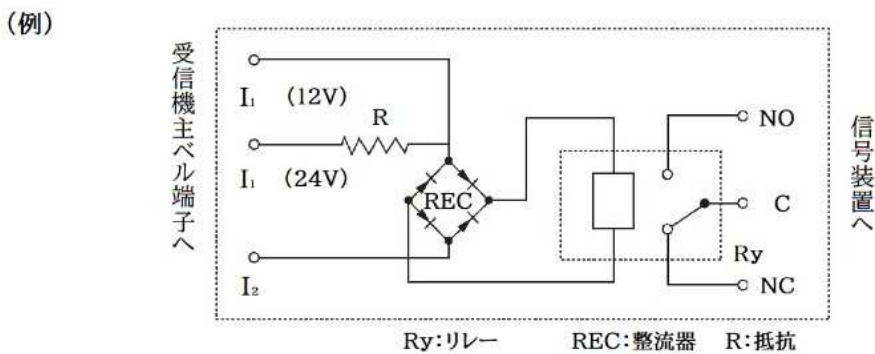 (例)
受信機主ベル端子へ
I₁ (12V)
R
I₁ (24V)
REC
I₂
NO
C
Ry
NC
信号装置へ
Ry:リレー REC:整流器 R:抵抗